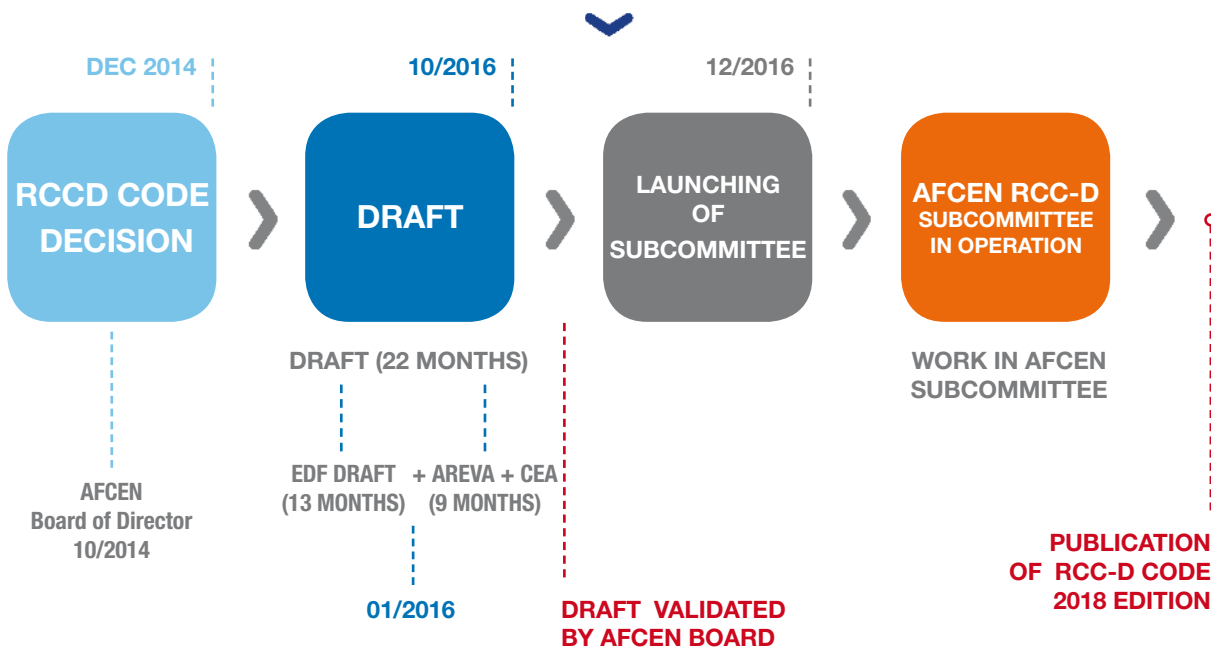 DEC 2014
10/2016
12/2016
RCCD CODE
DECISION
DRAFT
LAUNCHING
OF
SUBCOMMITTEE
AFCEN RCC-D
SUBCOMMITTEE
IN OPERATION
DRAFT (22 MONTHS)
WORK IN AFCEN
SUBCOMMITTEE
EDF DRAFT + AREVA + CEA
(13 MONTHS) (9 MONTHS)
AFCEN
Board of Director
10/2014
01/2016
DRAFT VALIDATED
BY AFCEN BOARD
PUBLICATION
OF RCC-D CODE
2018 EDITION